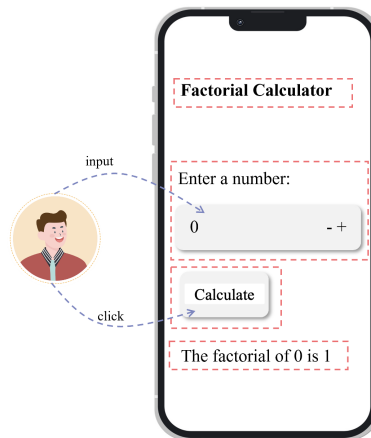 Factorial Calculator
input
Enter a number:
0 - +
Calculate
click
The factorial of 0 is 1